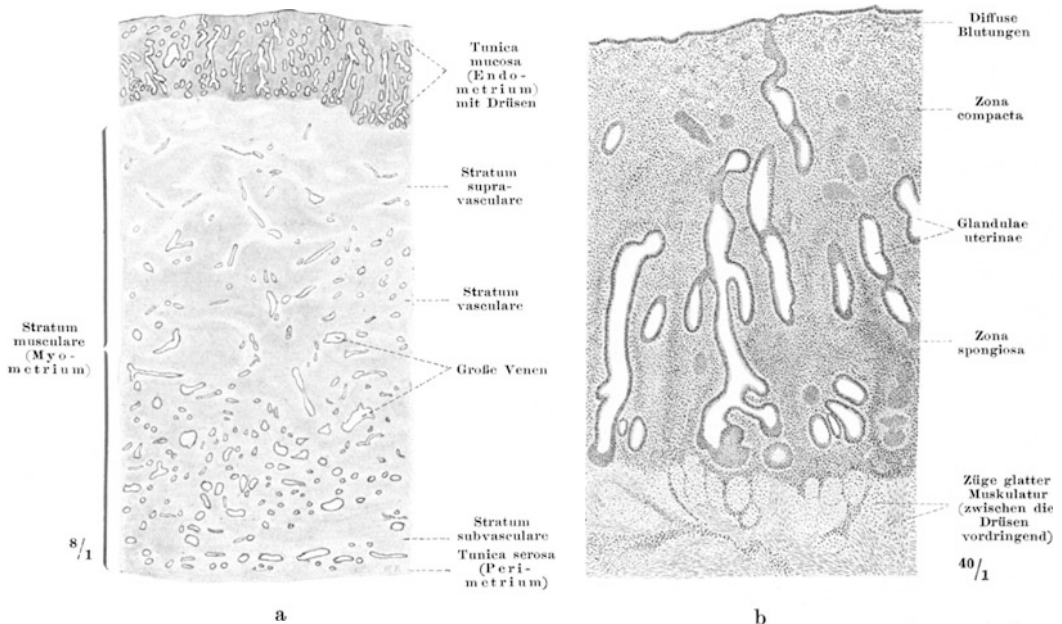 Tunica
mucosa
(Endo-
metrium)
mit Drüsen
Stratum
supra-
vasculare
Stratum
vasculare
Große Venen
Stratum
musculare
(Myo-
metrium)
Stratum
subvasculare
Tunica serosa
(Peri-
metrium)
8/1
a
Diffuse
Blutungen
Zona
compacta
Glandulae
uterinae
Zona
spongiosa
Züge glatter
Muskulatur
(zwischen die
Drüsen
vordringend)
40/1
b